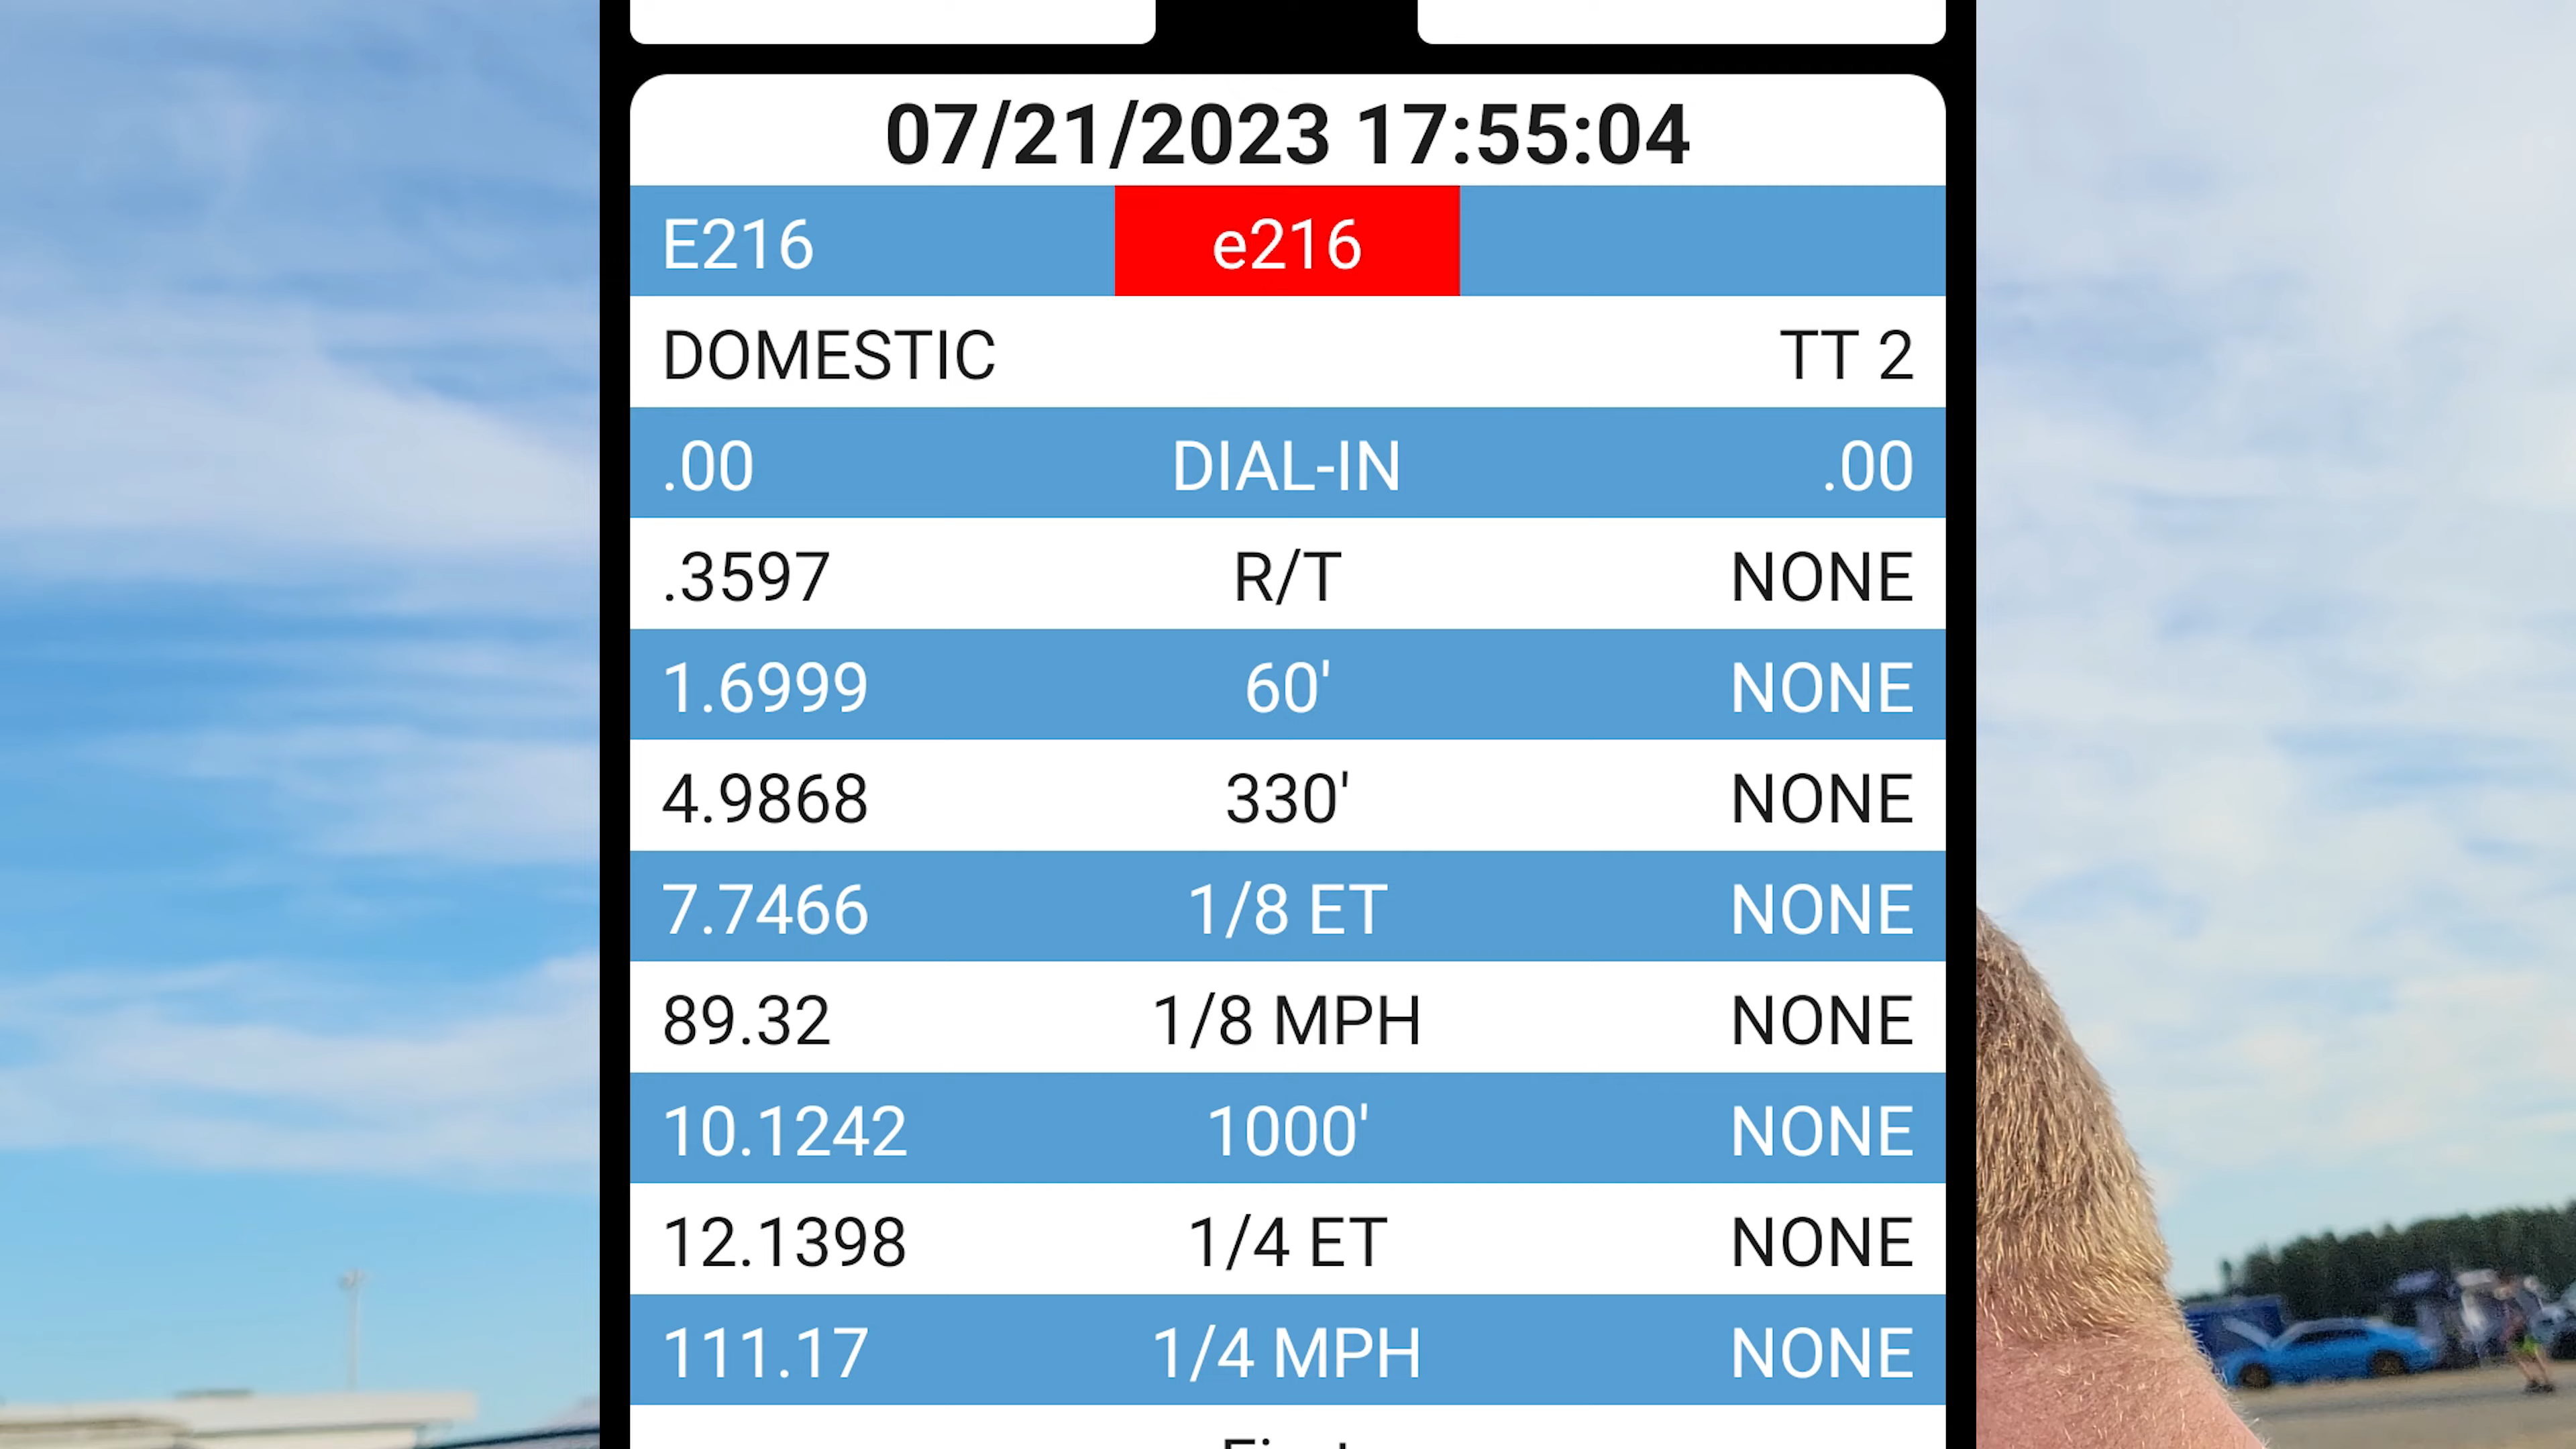 07/21/2023 17:55:04
E216 e216
DOMESTIC TT 2
.00 DIAL-IN .00
.3597 R/T NONE
1.6999 60' NONE
4.9868 330' NONE
7.7466 1/8 ET NONE
89.32 1/8 MPH NONE
10.1242 1000' NONE
12.1398 1/4 ET NONE
111.17 1/4 MPH NONE